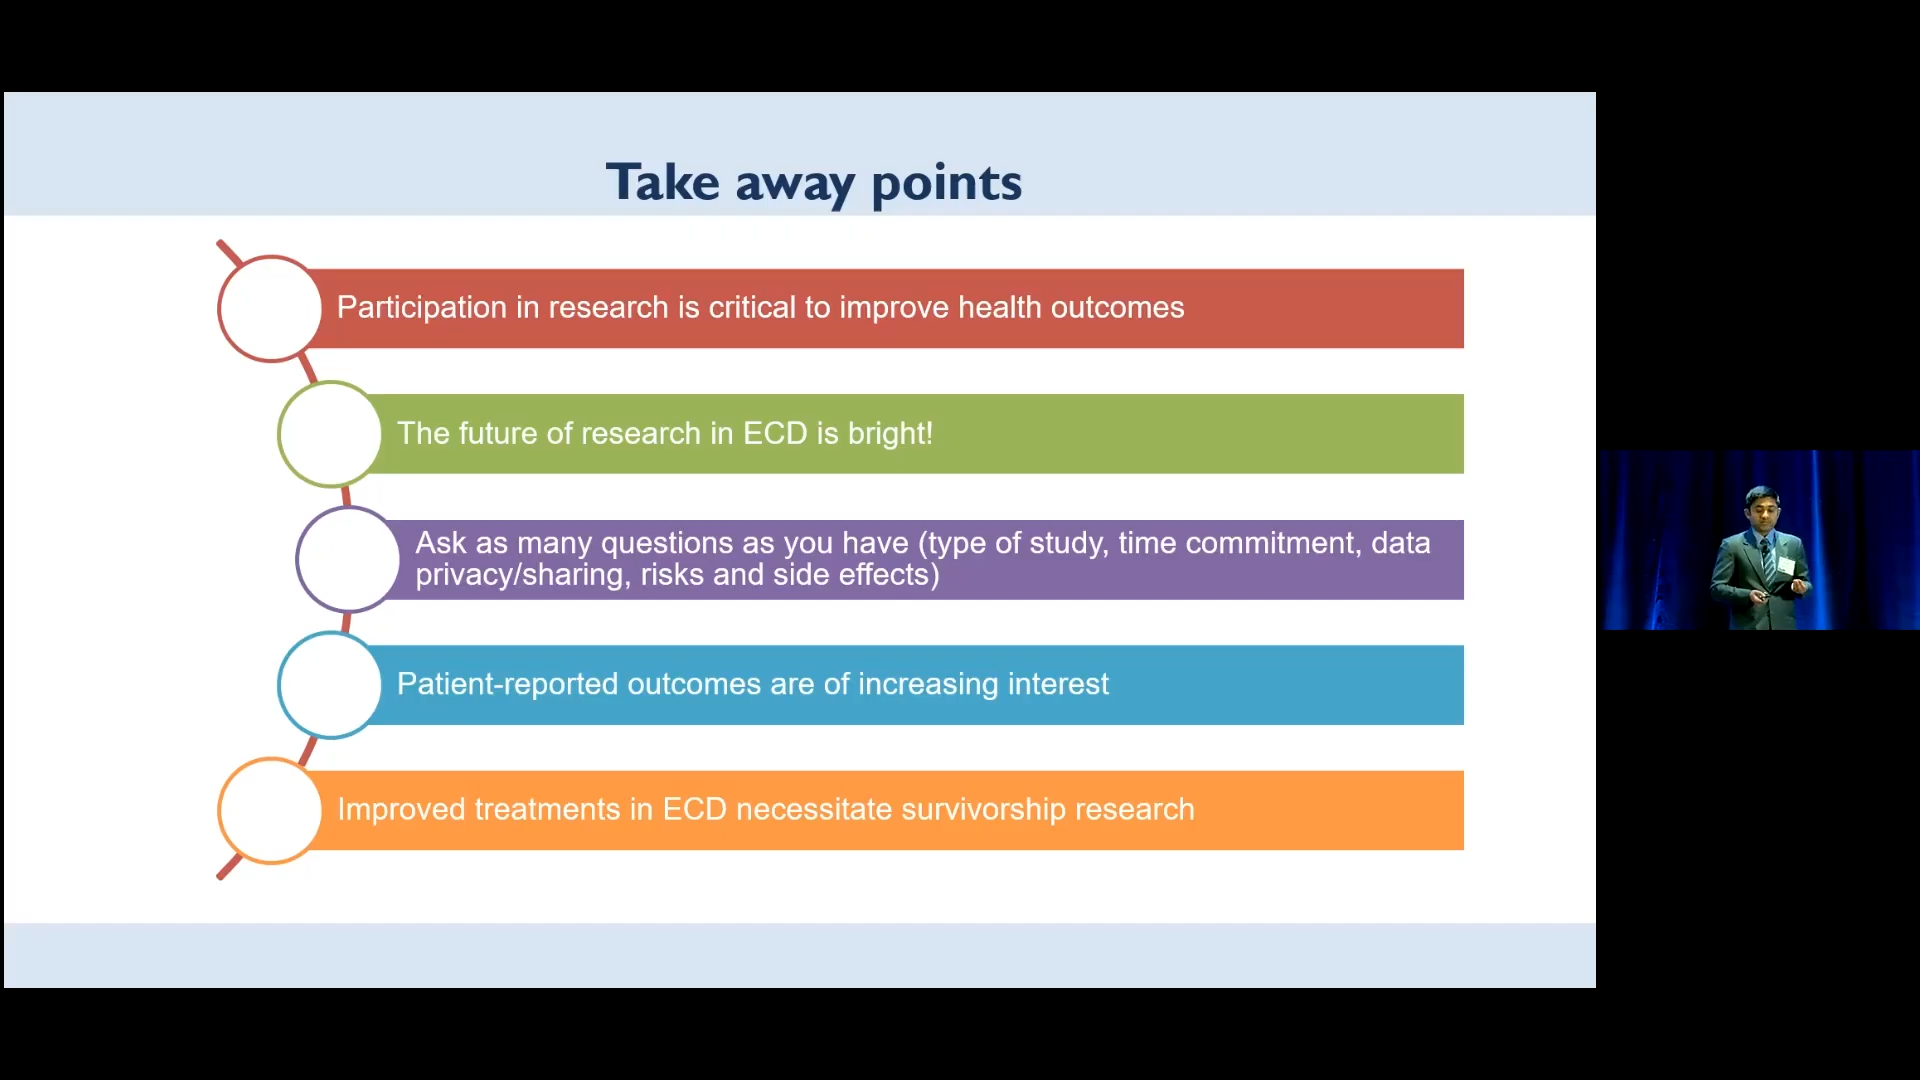 Take away points
Participation in research is critical to improve health outcomes
The future of research in ECD is bright!
Ask as many questions as you have (type of study, time commitment, data
privacy/sharing, risks and side effects)
Patient-reported outcomes are of increasing interest
Improved treatments in ECD necessitate survivorship research